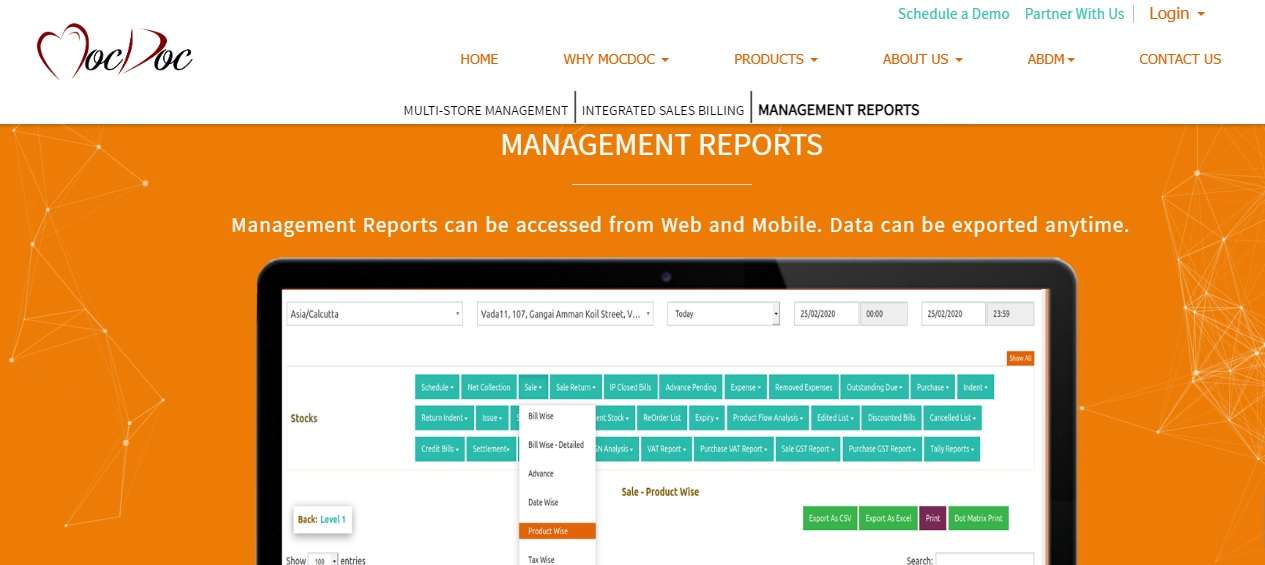 Schedule a Demo Partner With Us Login
MocDoc
HOME WHY MOCDOC PRODUCTS ABOUT US ABDM CONTACT US
MULTI-STORE MANAGEMENT INTEGRATED SALES BILLING MANAGEMENT REPORTS
MANAGEMENT REPORTS
Management Reports can be accessed from Web and Mobile. Data can be exported anytime.
Asia/Calcutta Vada11, 107, Gangai Amman Koil Street, V... Today 25/02/2020 00:00 25/02/2020 23:59
Show All
Schedule Net Collection Sale Sale Return IP Closed Bills Advance Pending Expense Removed Expenses Outstanding Due Purchase Indent
Stocks
Return Indent Issue Stock ReOrder List Expiry Product Flow Analysis Edited List Discounted Bills Cancelled List
Credit Bills Settlement Analysis VAT Report Purchase VAT Report Sale GST Report Purchase GST Report Tally Reports
Bill Wise
Bill Wise - Detailed
Advance
Date Wise
Product Wise
Tax Wise
Sale - Product Wise
Back: Level 1
Export As CSV Export As Excel Print Dot Matrix Print
Show 100 entries Search: